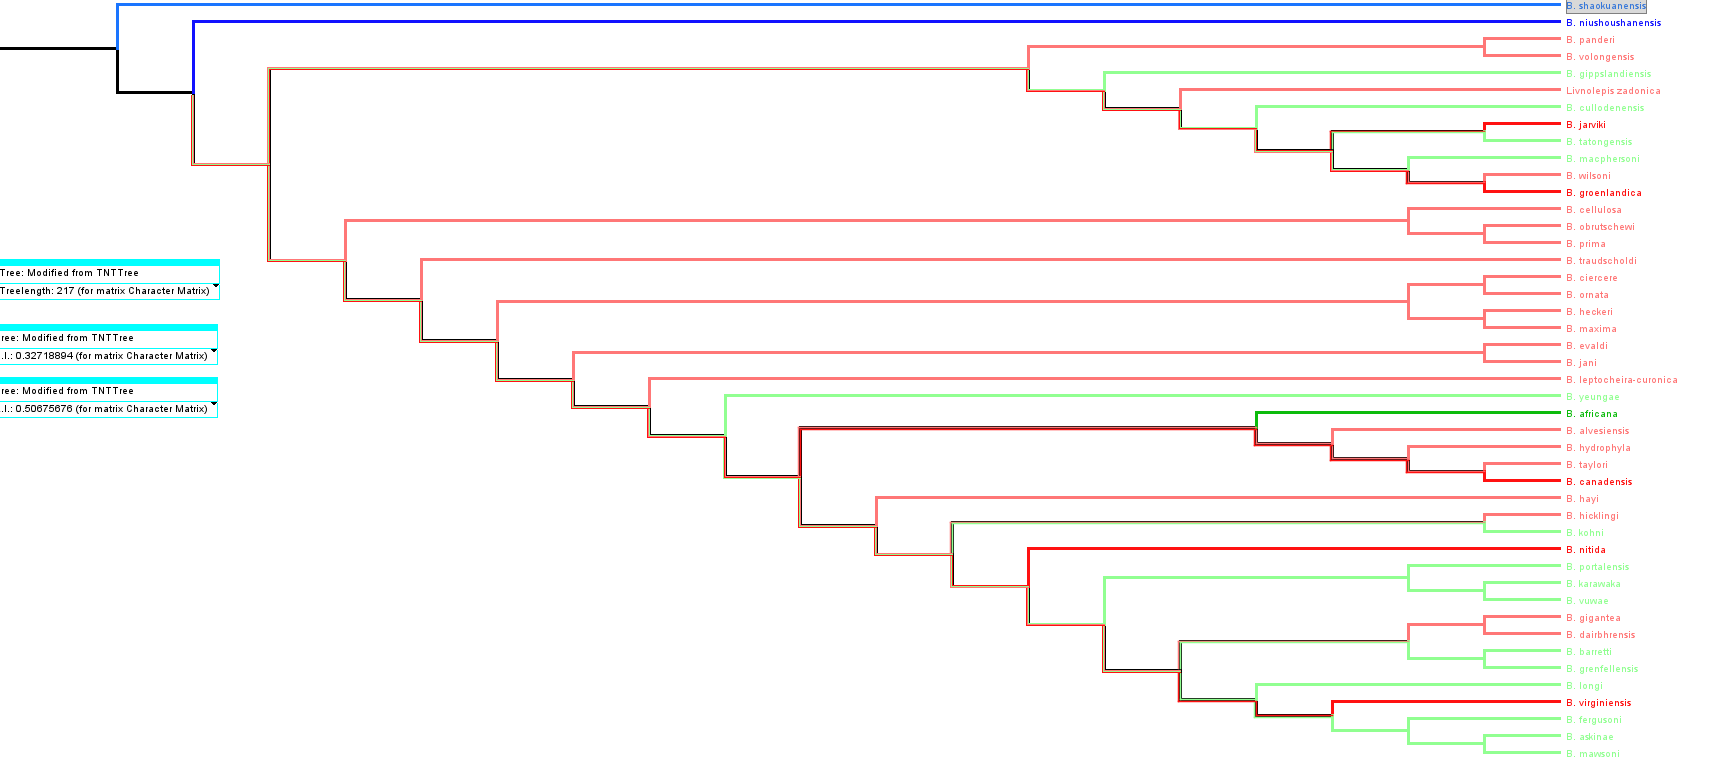 B. shaokuanensis
B. niushoushanensis
B. panderi
B. volongensis
B. gippslandiensis
Livnolepis zadonica
B. cullodenensis
B. jarviki
B. tatongensis
B. macphersoni
B. wilsoni
B. groenlandica
B. cellulosa
B. obrutschewi
B. prima
B. traudscholdi
Tree: Modified from TNTTree
Treelength: 217 (for matrix Character Matrix)
B. ciercere
B. ornata
B. heckeri
B. maxima
ree: Modified from TNTTree
.I.: 0.32718894 (for matrix Character Matrix)
B. evaldi
B. jani
B. leptocheira-curonica
ree: Modified from TNTTree
.I.: 0.50675676 (for matrix Character Matrix)
B. yeungae
B. africana
B. alvesiensis
B. hydrophyla
B. taylori
B. canadensis
B. hayi
B. hicklingi
B. kohni
B. nitida
B. portalensis
B. karawaka
B. vuwae
B. gigantea
B. dairbhrensis
B. barretti
B. grenfellensis
B. longi
B. virginiensis
B. fergusoni
B. askinae
B. mawsoni